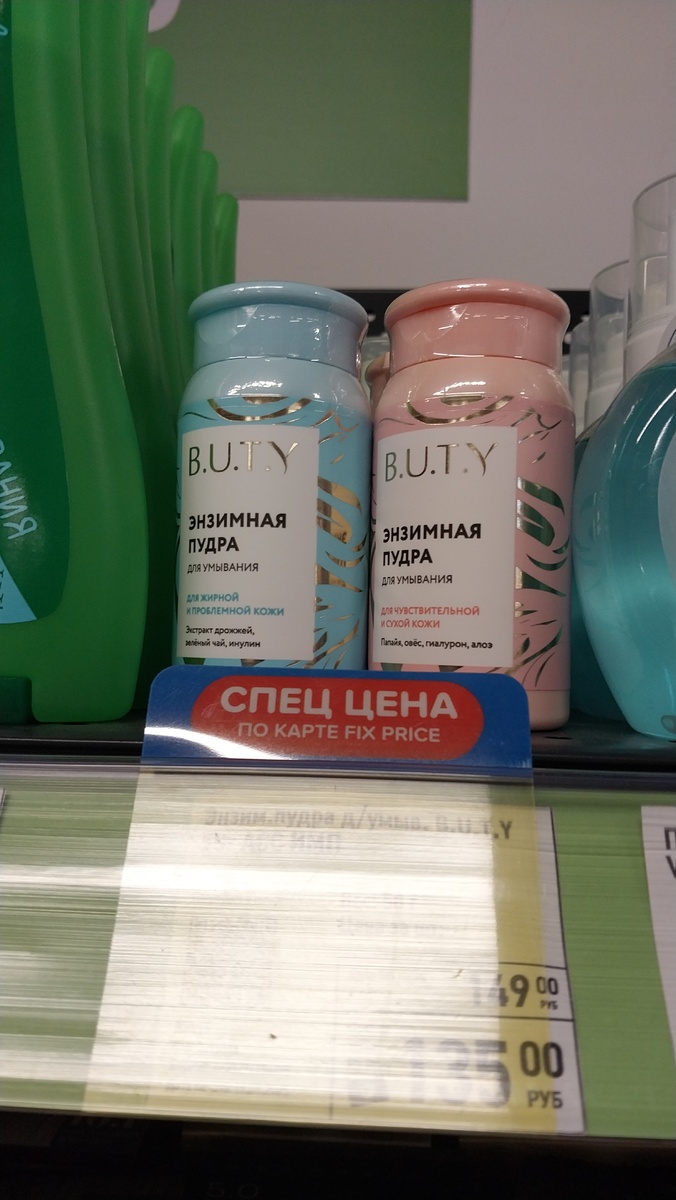 B.U.T.Y
ЭНЗИМНАЯ
ПУДРА
ДЛЯ УМЫВАНИЯ
ДЛЯ ЖИРНОЙ
И ПРОБЛЕМНОЙ КОЖИ
Экстракт дрожжей,
зелёный чай, инулин
B.U.T.Y
ЭНЗИМНАЯ
ПУДРА
ДЛЯ УМЫВАНИЯ
ДЛЯ ЧУВСТВИТЕЛЬНОЙ
И СУХОЙ КОЖИ
Папайя, овёс, гиалурон, алоэ
СПЕЦ ЦЕНА
ПО КАРТЕ FIX PRICE
Энзим.пудра д/умыв. B.U.T.Y
149 00
РУБ
135 00
РУБ